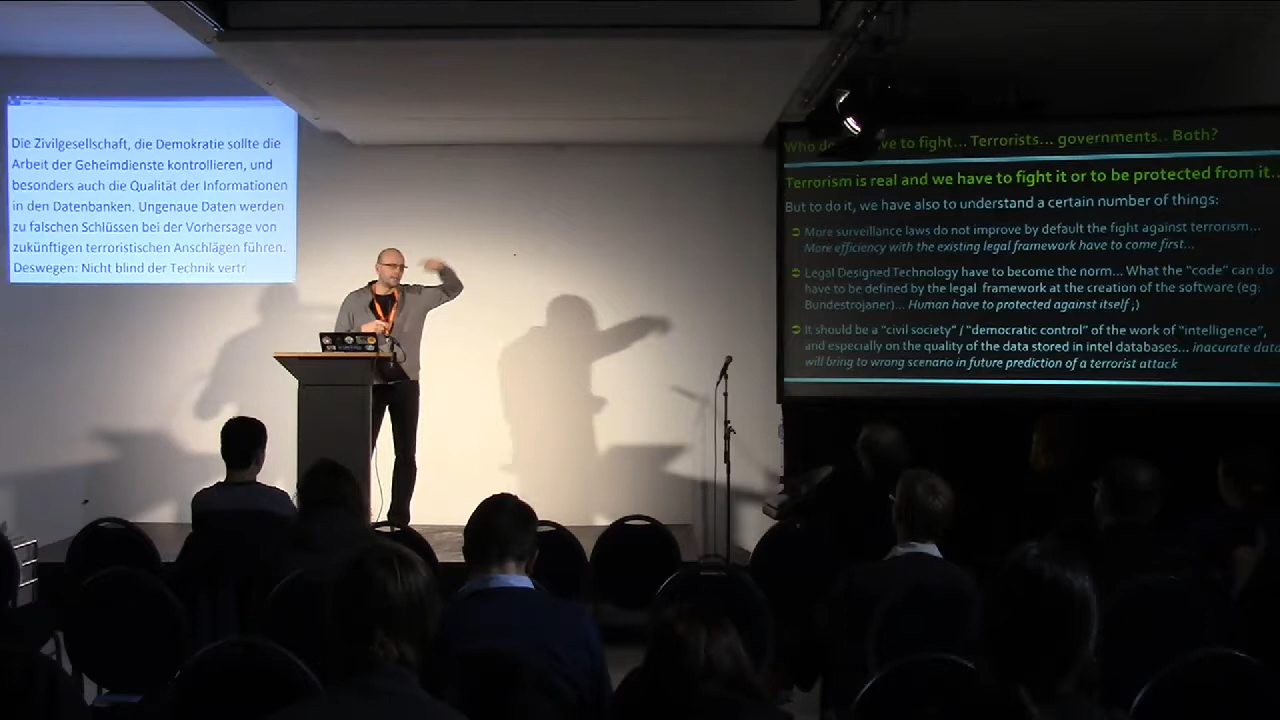 Die Zivilgesellschaft, die Demokratie sollte die
Arbeit der Geheimdienste kontrollieren, und
besonders auch die Qualität der Informationen
in den Datenbanken. Ungenaue Daten werden
zu falschen Schlüssen bei der Vorhersage von
zukünftigen terroristischen Anschlägen führen.
Deswegen: Nicht blind der Technik vertr
Who do ve to fight... Terrorists... governments.. Both?
Terrorism is real and we have to fight it or to be protected from it..
But to do it, we have also to understand a certain number of things:
More surveillance laws do not improve by default the fight against terrorism...
More efficiency with the existing legal framework have to come first...
Legal Designed Technology have to become the norm... What the "code" can do
have to be defined by the legal framework at the creation of the software (eg:
Bundestrojaner)... Human have to protected against itself ;)
It should be a "civil society" / "democratic control" of the work of "intelligence",
and especially on the quality of the data stored in intel databases... inacurate data
will bring to wrong scenario in future prediction of a terrorist attack